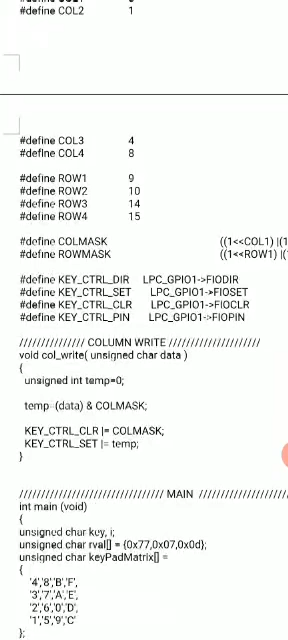 #define COL2 1
#define COL3 4
#define COL4 8
#define ROW1 9
#define ROW2 10
#define ROW3 14
#define ROW4 15
#define COLMASK ((1<<COL1) |(1
#define ROWMASK ((1<<ROW1) |(1
#define KEY_CTRL_DIR LPC_GPIO1->FIODIR
#define KEY_CTRL_SET LPC_GPIO1->FIOSET
#define KEY_CTRL_CLR LPC_GPIO1->FIOCLR
#define KEY_CTRL_PIN LPC_GPIO1->FIOPIN
/////////////// COLUMN WRITE /////////////////////
void col_write( unsigned char data )
{
unsigned int temp=0;
temp=(data) & COLMASK;
KEY_CTRL_CLR |= COLMASK;
KEY_CTRL_SET |= temp;
}
///////////////////////////////// MAIN /////////////////////
int main (void)
{
unsigned char key, i;
unsigned char rval[] = {0x77,0x07,0x0d};
unsigned char keyPadMatrix[] =
{
'4','8','B','F',
'3','7','A','E',
'2','6','0','D',
'1','5','9','C'
};